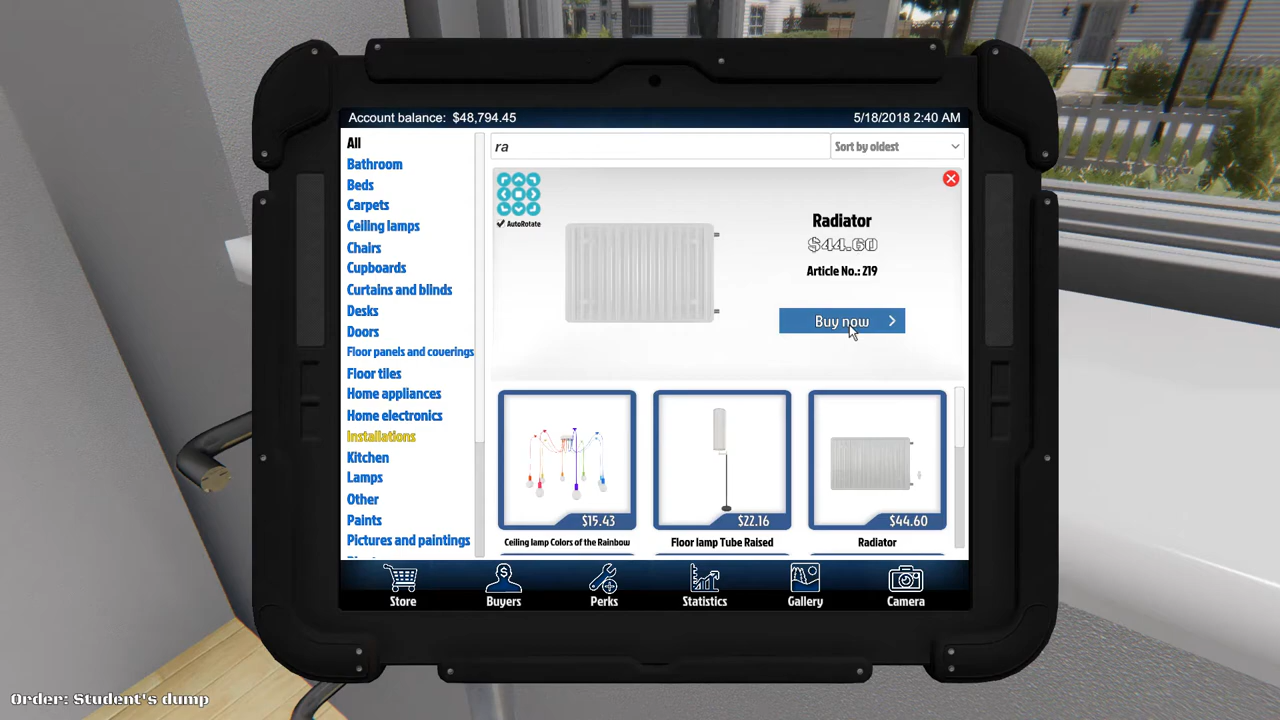 Account balance: $48,794.45
5/18/2018 2:40 AM
All
Bathroom
Beds
Carpets
Ceiling lamps
Chairs
Cupboards
Curtains and blinds
Desks
Doors
Floor panels and coverings
Floor tiles
Home appliances
Home electronics
Installations
Kitchen
Lamps
Other
Paints
Pictures and paintings
ra
Sort by oldest
AutoRotate
Radiator
$44.60
Article No.: Z19
Buy now
$15.43
$22.16
$44.60
Ceiling lamp Colors of the Rainbow
Floor lamp Tube Raised
Radiator
Store
Buyers
Perks
Statistics
Gallery
Camera
Order: Student's dump